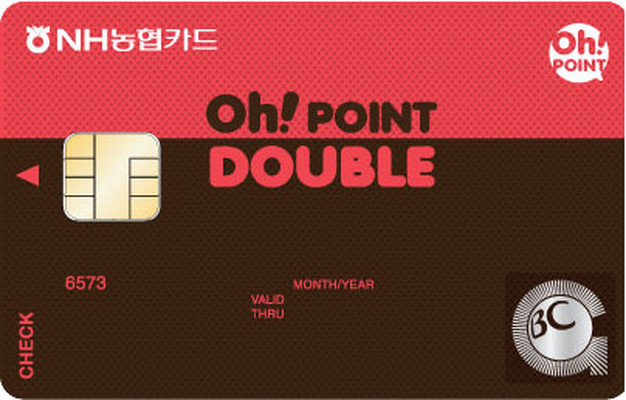 NH농협카드
Oh!
POINT
Oh! POINT
DOUBLE
6573
MONTH/YEAR
VALID
THRU
CHECK
BC